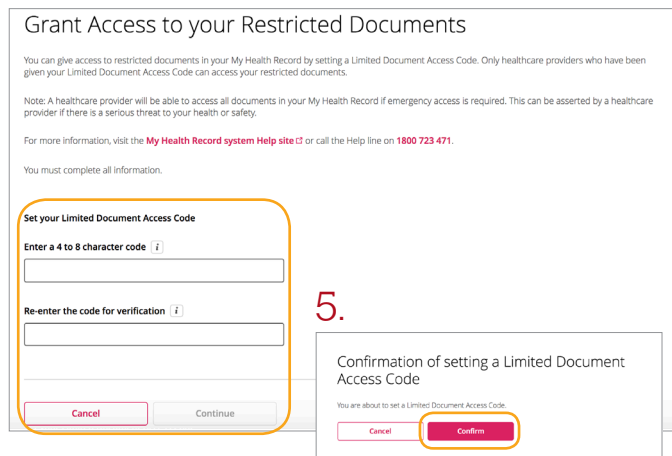 Grant Access to your Restricted Documents
You can give access to restricted documents in your My Health Record by setting a Limited Document Access Code. Only healthcare providers who have been
given your Limited Document Access Code can access your restricted documents.
Note: A healthcare provider will be able to access all documents in your My Health Record if emergency access is required. This can be asserted by a healthcare
provider if there is a serious threat to your health or safety.
For more information, visit the My Health Record system Help site or call the Help line on 1800 723 471.
You must complete all information.
Set your Limited Document Access Code
Enter a 4 to 8 character code i
Re-enter the code for verification i
Cancel Continue
5.
Confirmation of setting a Limited Document
Access Code
You are about to set a Limited Document Access Code.
Cancel Confirm